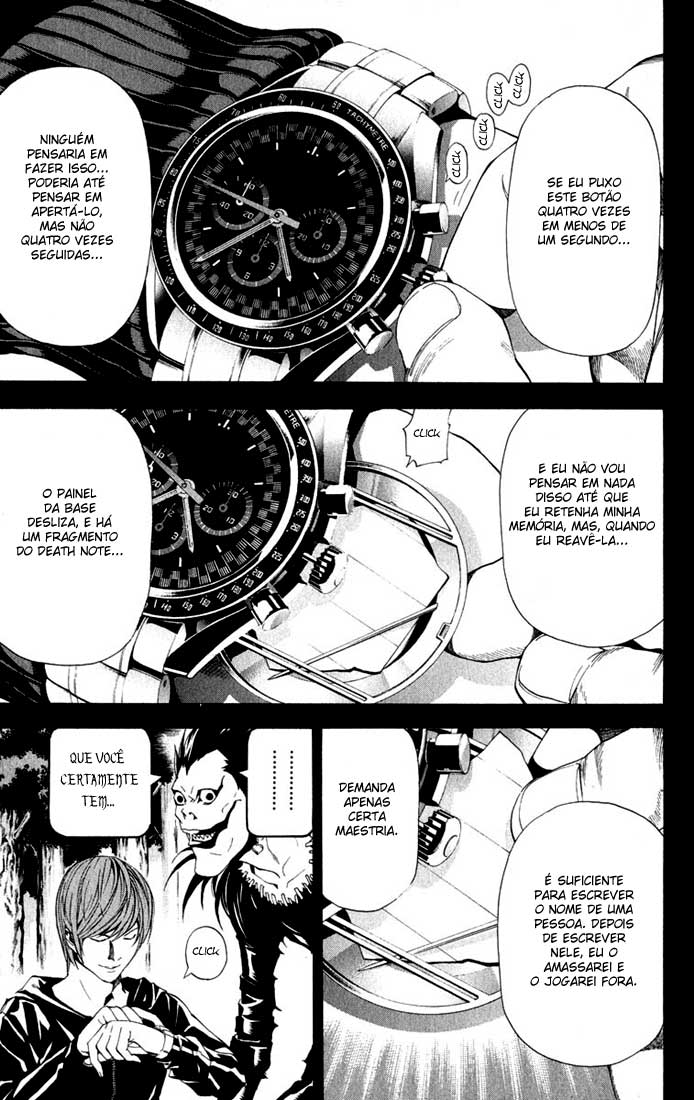 SE EU PUXO
ESTE BOTÃO
QUATRO VEZES
EM MENOS
DE UM SEGUNDO...
CLICK
CLICK
CLICK
CLICK
NINGUÉM
PENSARIA EM
FAZER ISSO...
PODERIA ATÉ
PENSAR EM
APERTÁ-LO,
MAS NÃO
QUATRO VEZES
SEGUIDAS...
TACHYMETRE
E EU NÃO VOU
PENSAR EM NADA
DISSO ATÉ QUE
EU RETENHA MINHA
MEMÓRIA, MAS, QUANDO
EU REAVÊ-LA...
CLICK
O PAINEL
DA BASE
DESLIZA, E HÁ
UM FRAGMENTO
DO DEATH NOTE...
DEMANDA
APENAS
CERTA
MAESTRIA.
É SUFICIENTE
PARA ESCREVER
O NOME DE UMA
PESSOA. DEPOIS
DE ESCREVER
NELE, EU O
AMASSAREI E
O JOGAREI FORA.
QUE VOCÊ
CERTAMENTE
TEM...
CLICK